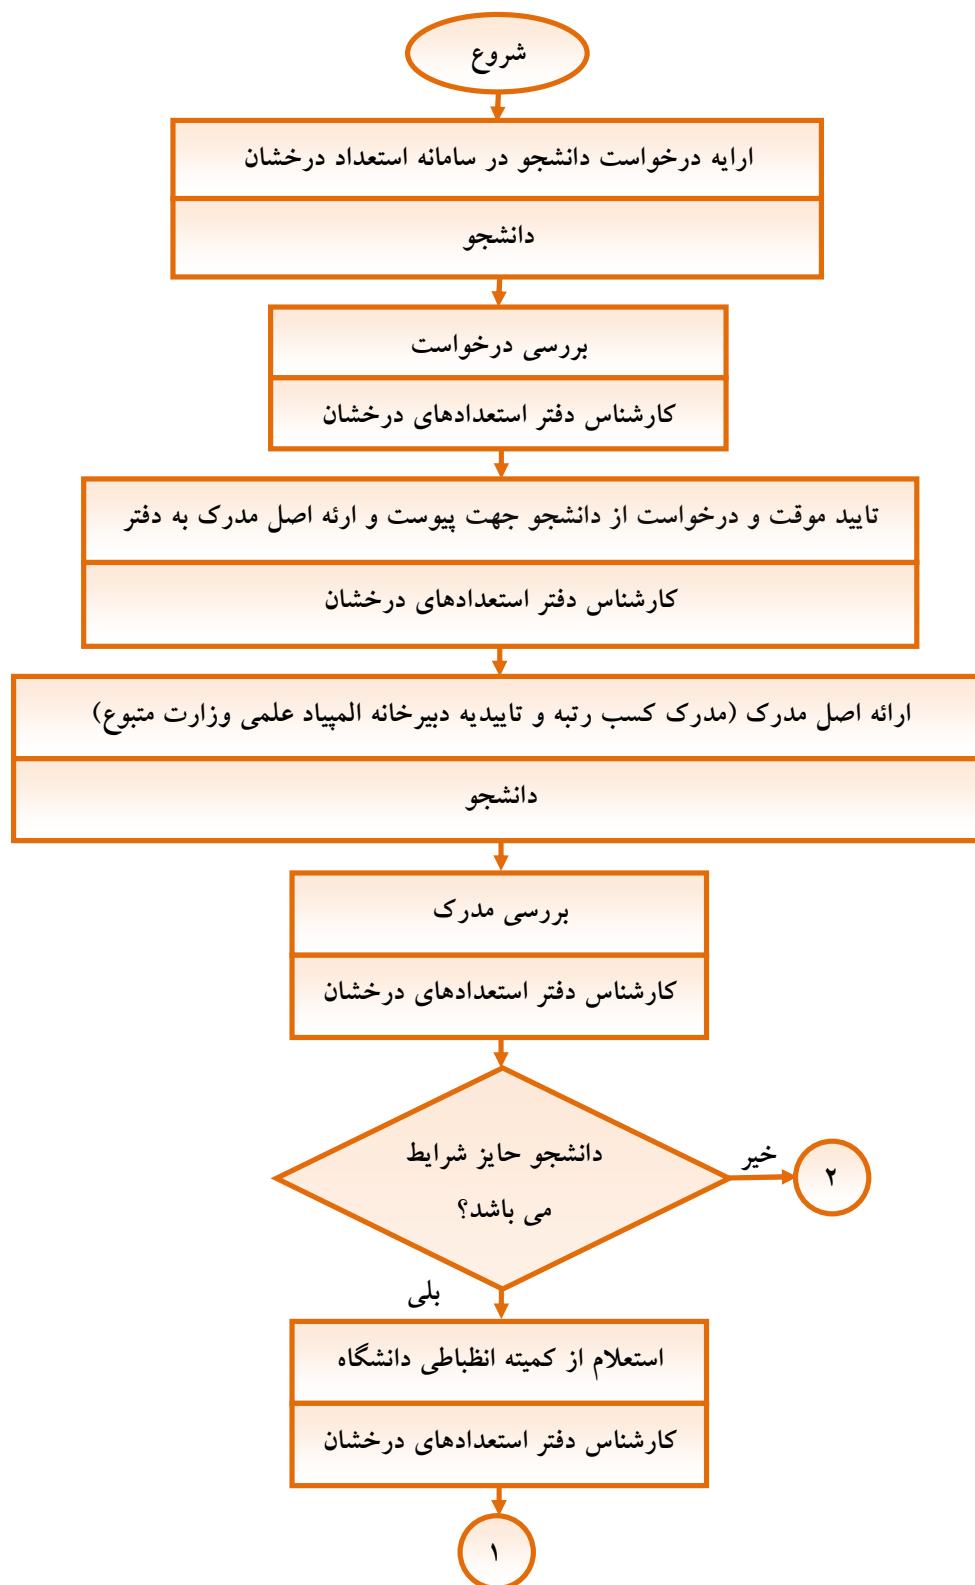 شروع
ارایه درخواست دانشجو در سامانه استعداد درخشان
دانشجو
بررسی درخواست
کارشناس دفتر استعدادهای درخشان
تایید موقت و درخواست از دانشجو جهت پیوست و ارئه اصل مدرک به دفتر
کارشناس دفتر استعدادهای درخشان
ارائه اصل مدرک (مدرک کسب رتبه و تاییدیه دبیرخانه المپیاد علمی وزارت متبوع)
دانشجو
بررسی مدرک
کارشناس دفتر استعدادهای درخشان
دانشجو حایز شرایط
می باشد؟
خیر
۲
بلی
استعلام از کمیته انظباطی دانشگاه
کارشناس دفتر استعدادهای درخشان
۱